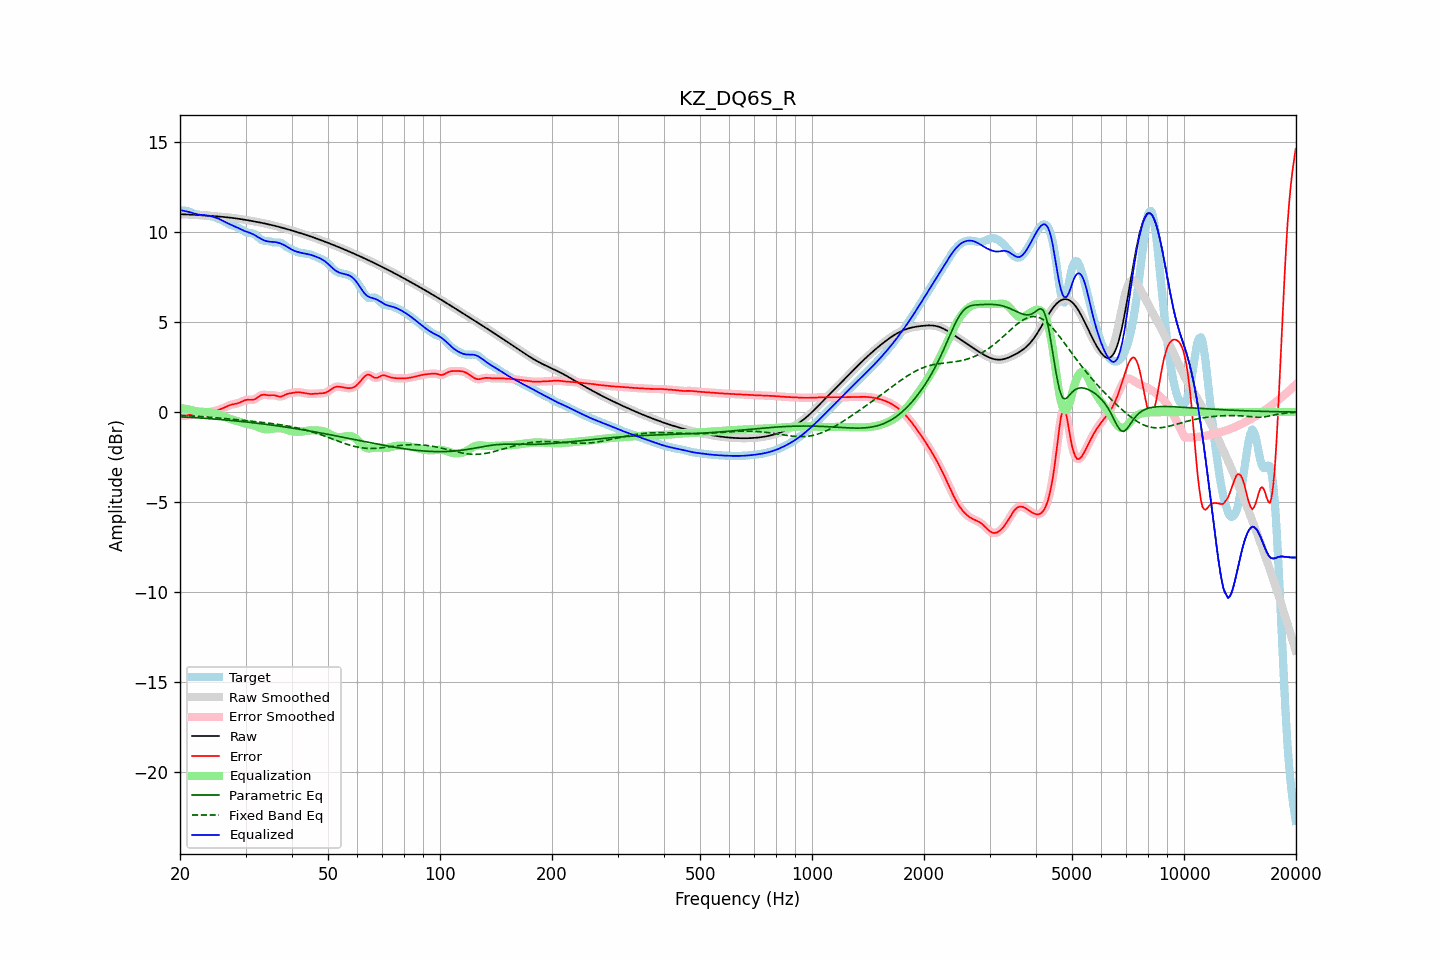 KZ_DQ6S_R
15
10
5
0
−5
−10
−15
−20
Amplitude (dBr)
Target
Raw Smoothed
Error Smoothed
Raw
Error
Equalization
Parametric Eq
Fixed Band Eq
Equalized
20 50 100 200 500 1000 2000 5000 10000 20000
Frequency (Hz)